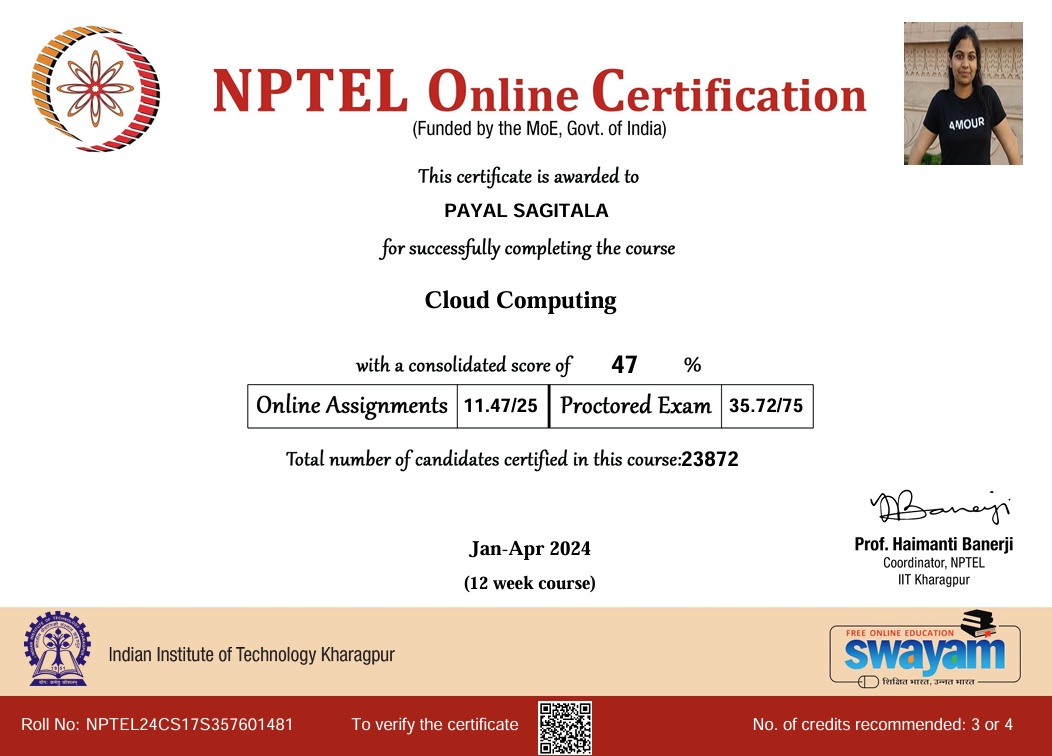 NPTEL Online Certification
(Funded by the MoE, Govt. of India)
AMOUR
This certificate is awarded to
PAYAL SAGITALA
for successfully completing the course
Cloud Computing
with a consolidated score of 47 %
Online Assignments 11.47/25 Proctored Exam 35.72/75
Total number of candidates certified in this course:23872
Banerji
Jan-Apr 2024
(12 week course)
Prof. Haimanti Banerji
Coordinator, NPTEL
IIT Kharagpur
Indian Institute of Technology Kharagpur
1951
FREE ONLINE EDUCATION
swayam
शिक्षित भारत, उन्नत भारत
Roll No: NPTEL24CS17S357601481 To verify the certificate No. of credits recommended: 3 or 4